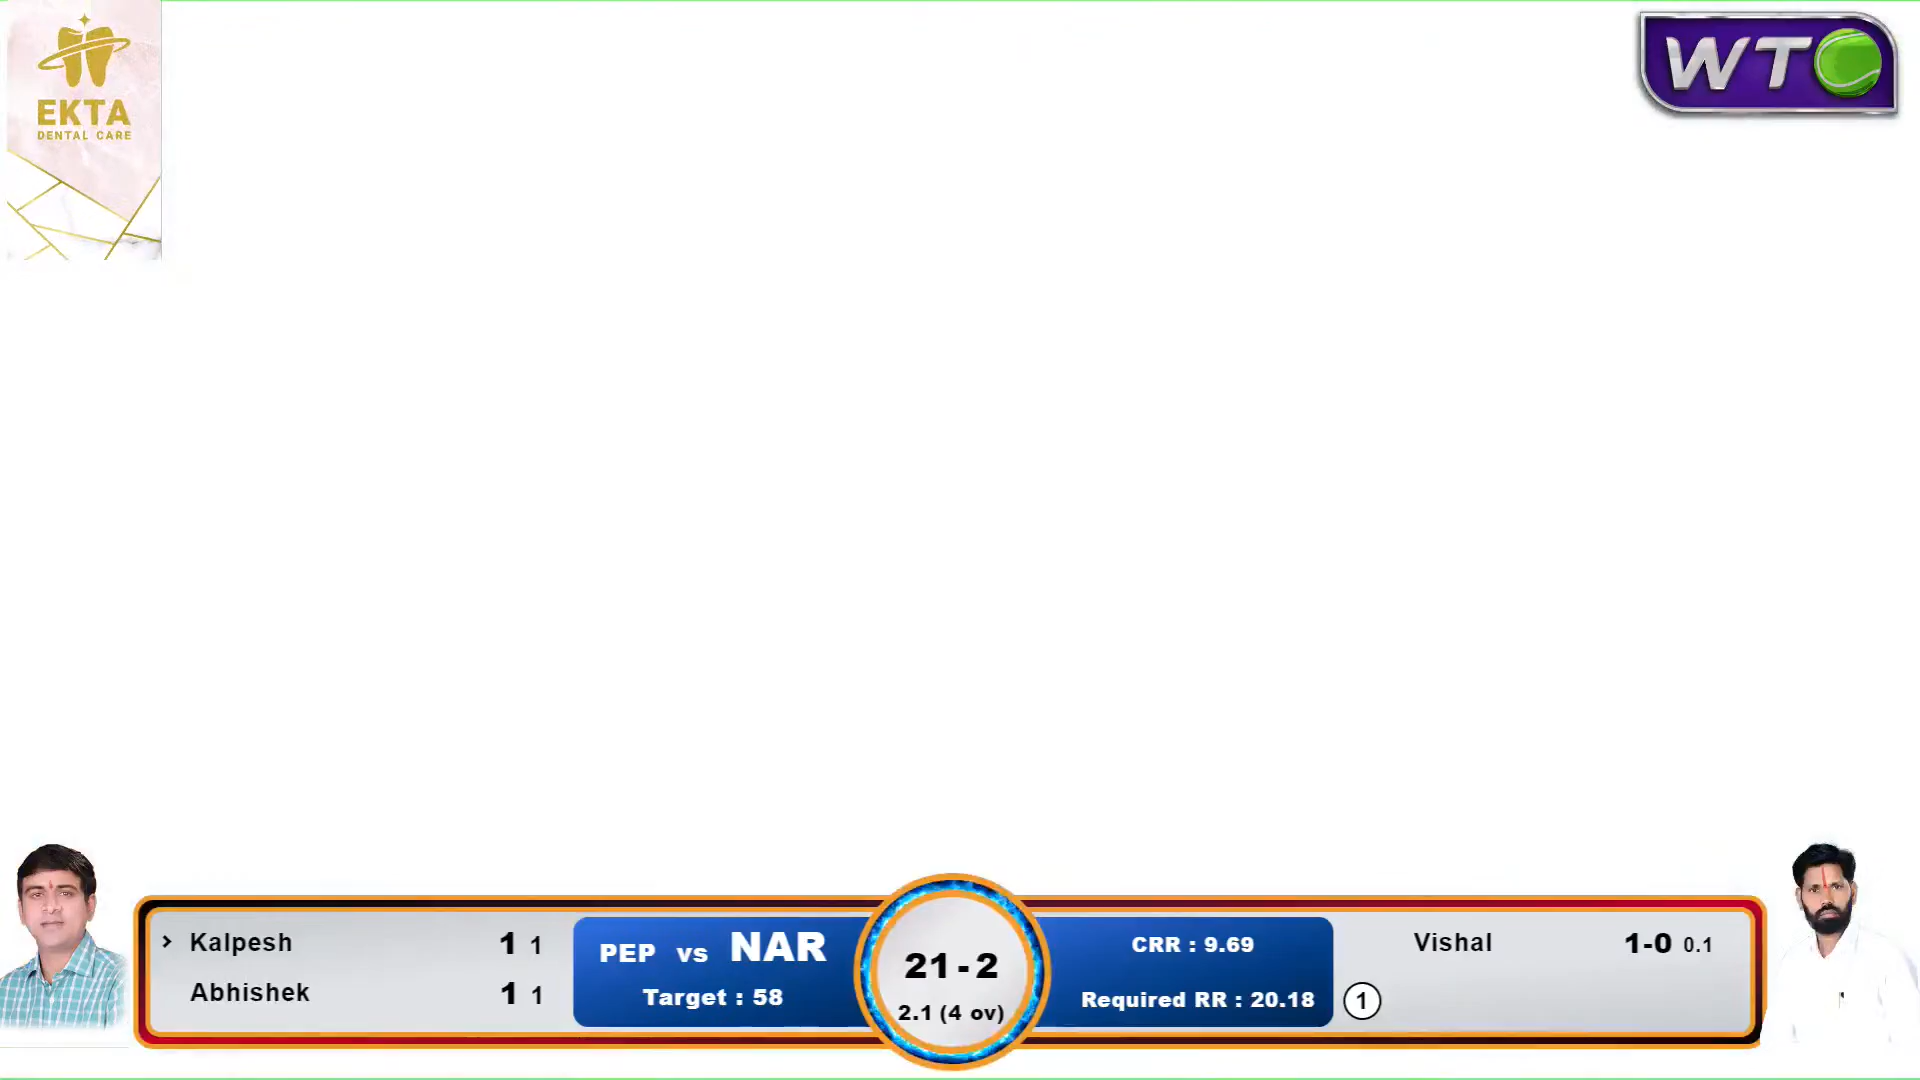 EKTA
DENTAL CARE
WT
› Kalpesh 1 1
Abhishek 1 1
PEP vs NAR
Target : 58
21 - 2
2.1 (4 ov)
CRR : 9.69
Required RR : 20.18
Vishal 1-0 0.1
1